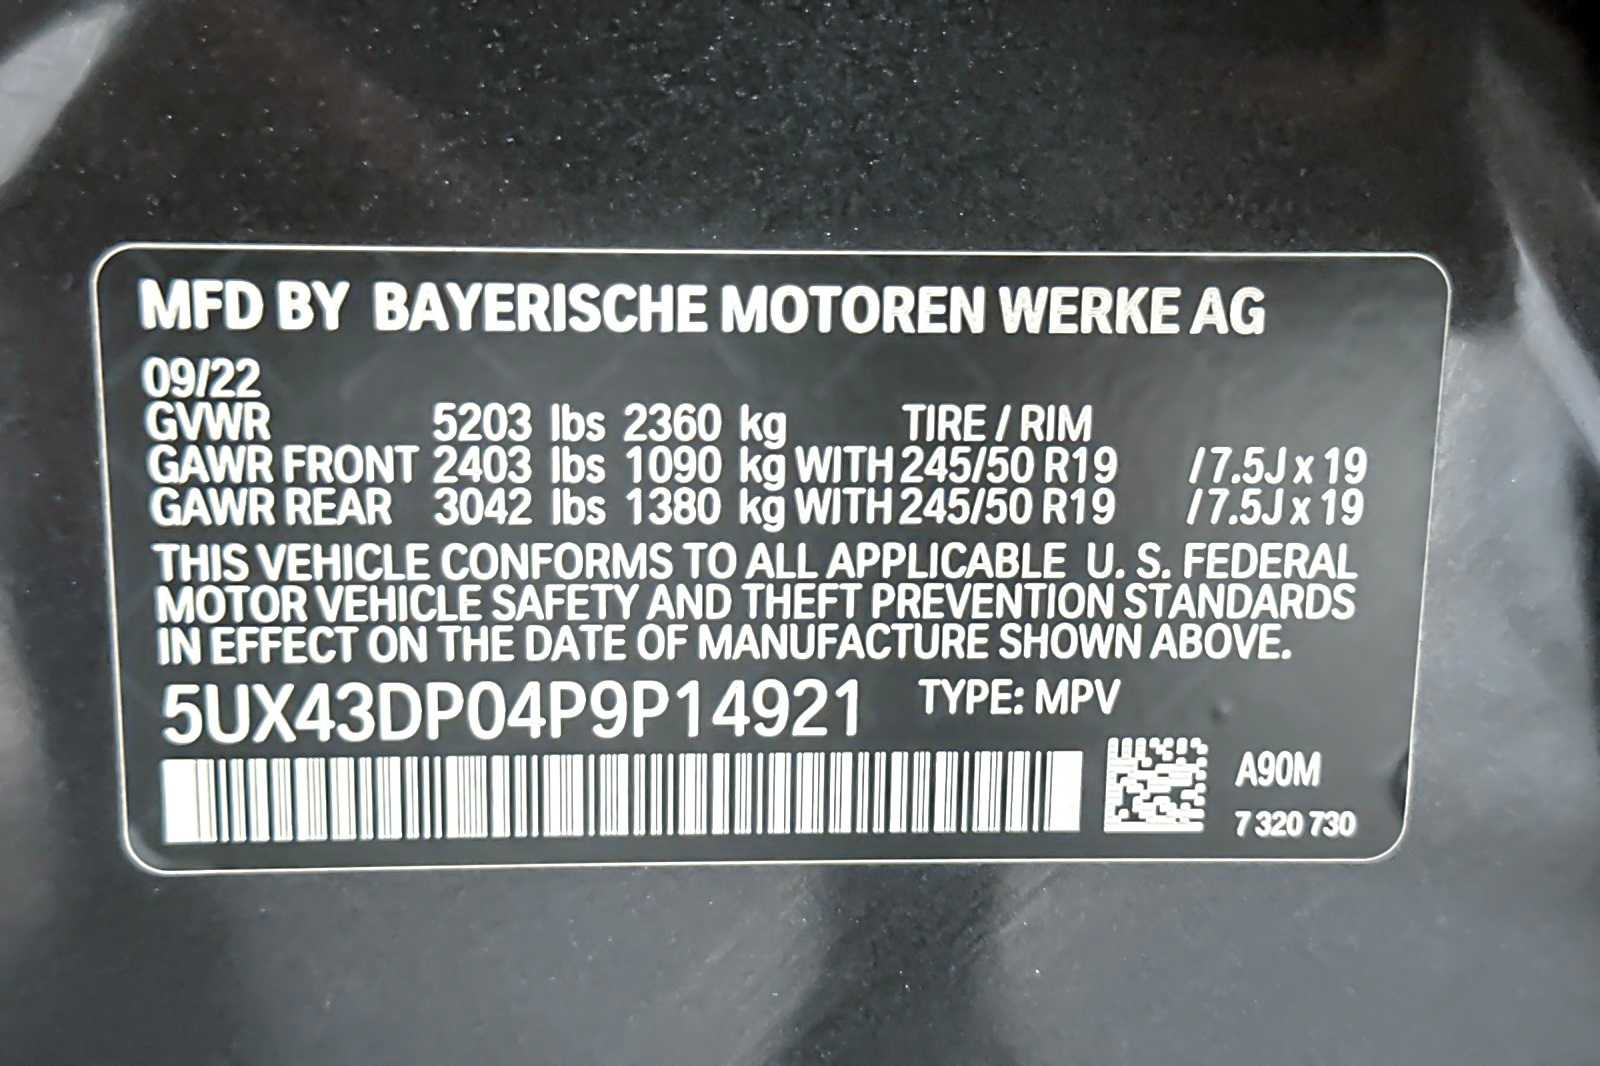 MFD BY BAYERISCHE MOTOREN WERKE AG
09/22
GVWR 5203 lbs 2360 kg TIRE / RIM
GAWR FRONT 2403 lbs 1090 kg WITH 245/50 R19 / 7.5J x 19
GAWR REAR 3042 lbs 1380 kg WITH 245/50 R19 / 7.5J x 19
THIS VEHICLE CONFORMS TO ALL APPLICABLE U. S. FEDERAL
MOTOR VEHICLE SAFETY AND THEFT PREVENTION STANDARDS
IN EFFECT ON THE DATE OF MANUFACTURE SHOWN ABOVE.
5UX43DP04P9P14921 TYPE: MPV
A90M
7 320 730